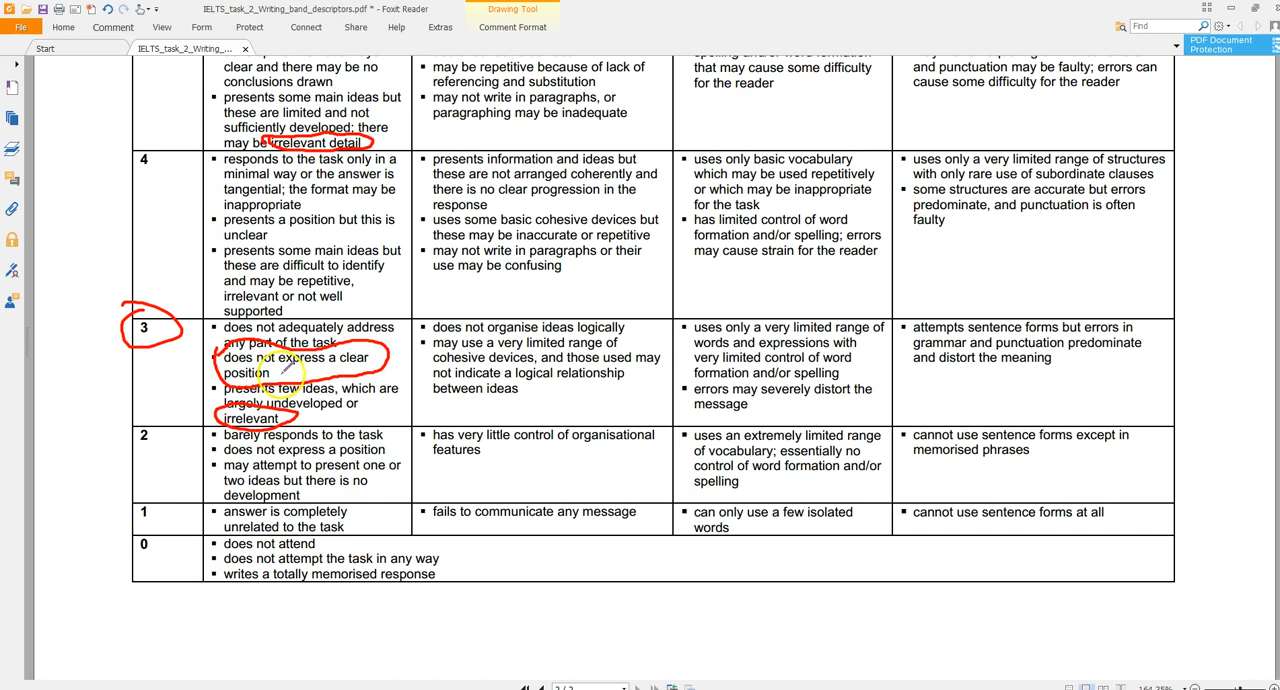 IELTS_task_2_Writing_band_descriptors.pdf * - Foxit Reader
Drawing Tool
File Home Comment View Form Protect Connect Share Help Extras Comment Format
Find
Start
IELTS_task_2_Writing_...
PDF Document
Protection
clear and there may be no
conclusions drawn
▪ presents some main ideas but
these are limited and not
sufficiently developed; there
may be irrelevant detail
▪ may be repetitive because of lack of
referencing and substitution
▪ may not write in paragraphs, or
paragraphing may be inadequate
that may cause some difficulty
for the reader
and punctuation may be faulty; errors can
cause some difficulty for the reader
4
▪ responds to the task only in a
minimal way or the answer is
tangential; the format may be
inappropriate
▪ presents a position but this is
unclear
▪ presents some main ideas but
these are difficult to identify
and may be repetitive,
irrelevant or not well
supported
▪ presents information and ideas but
these are not arranged coherently and
there is no clear progression in the
response
▪ uses some basic cohesive devices but
these may be inaccurate or repetitive
▪ may not write in paragraphs or their
use may be confusing
▪ uses only basic vocabulary
which may be used repetitively
or which may be inappropriate
for the task
▪ has limited control of word
formation and/or spelling; errors
may cause strain for the reader
▪ uses only a very limited range of structures
with only rare use of subordinate clauses
▪ some structures are accurate but errors
predominate, and punctuation is often
faulty
3
▪ does not adequately address
any part of the task
▪ does not express a clear
position
▪ presents few ideas, which are
largely undeveloped or
irrelevant
▪ does not organise ideas logically
▪ may use a very limited range of
cohesive devices, and those used may
not indicate a logical relationship
between ideas
▪ uses only a very limited range of
words and expressions with
very limited control of word
formation and/or spelling
▪ errors may severely distort the
message
▪ attempts sentence forms but errors in
grammar and punctuation predominate
and distort the meaning
2
▪ barely responds to the task
▪ does not express a position
▪ may attempt to present one or
two ideas but there is no
development
▪ has very little control of organisational
features
▪ uses an extremely limited range
of vocabulary; essentially no
control of word formation and/or
spelling
▪ cannot use sentence forms except in
memorised phrases
1
▪ answer is completely
unrelated to the task
▪ fails to communicate any message
▪ can only use a few isolated
words
▪ cannot use sentence forms at all
0
▪ does not attend
▪ does not attempt the task in any way
▪ writes a totally memorised response
2 / 2
164.35%